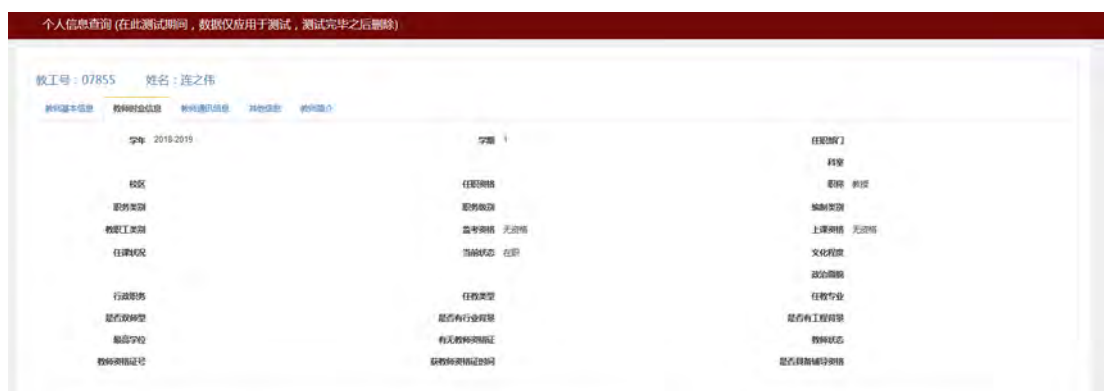 个人信息查询 (在此测试期间，数据仅应用于测试，测试完毕之后删除)
教工号：07855 姓名：连之伟
教师基本信息 教师时业信息 教师通讯信息 其他信息 教师简介
学年 2018-2019 学期 1 任职部门
科室
校区 任职资格 职称 教授
职务类别 职务级别 编制类别
教职工类别 监考资格 无资格 上课资格 无资格
任课状况 当前状态 在职 文化程度
政治面貌
行政职务 任教类型 任教专业
是否双师型 是否有行业背景 是否有工程背景
最高学位 有无教师资格证 教师状态
教师资格证号 获教师资格证时间 是否具备辅导资格